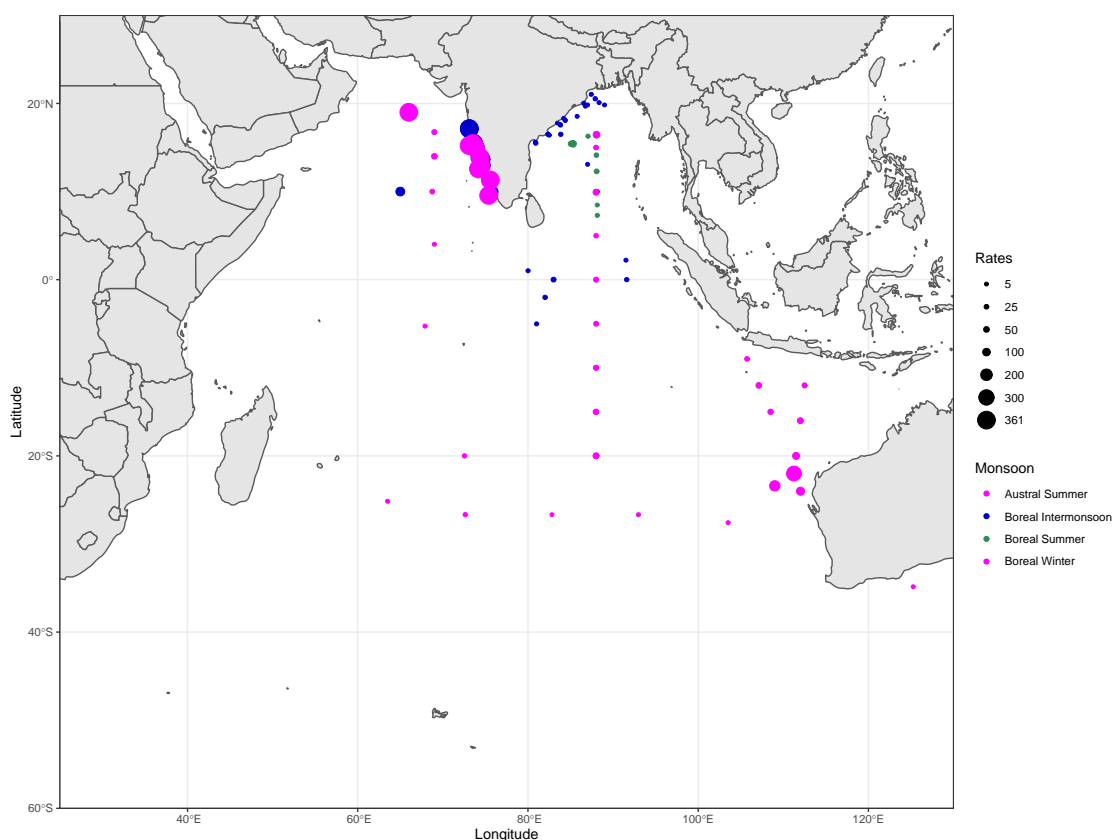 20°N
0°
20°S
40°S
60°S
Latitude
40°E
60°E
80°E
100°E
120°E
Longitude
Rates
5
25
50
100
200
300
361
Monsoon
Austral Summer
Boreal Intermonsoon
Boreal Summer
Boreal Winter